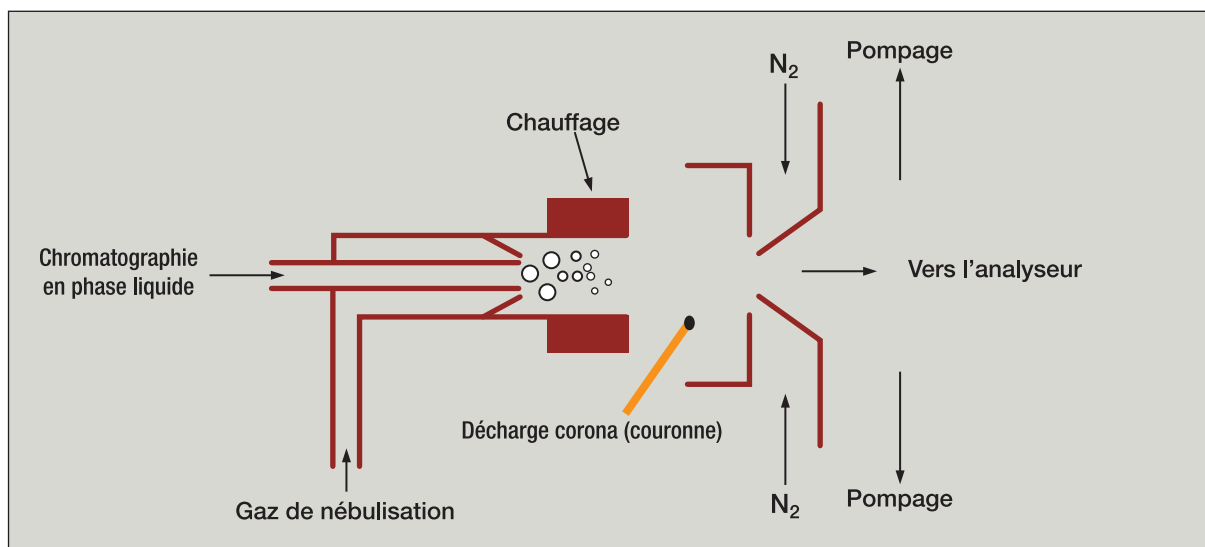 Pompage
N₂
Chauffage
Chromatographie
en phase liquide
Vers l'analyseur
Décharge corona (couronne)
Gaz de nébulisation
N₂
Pompage